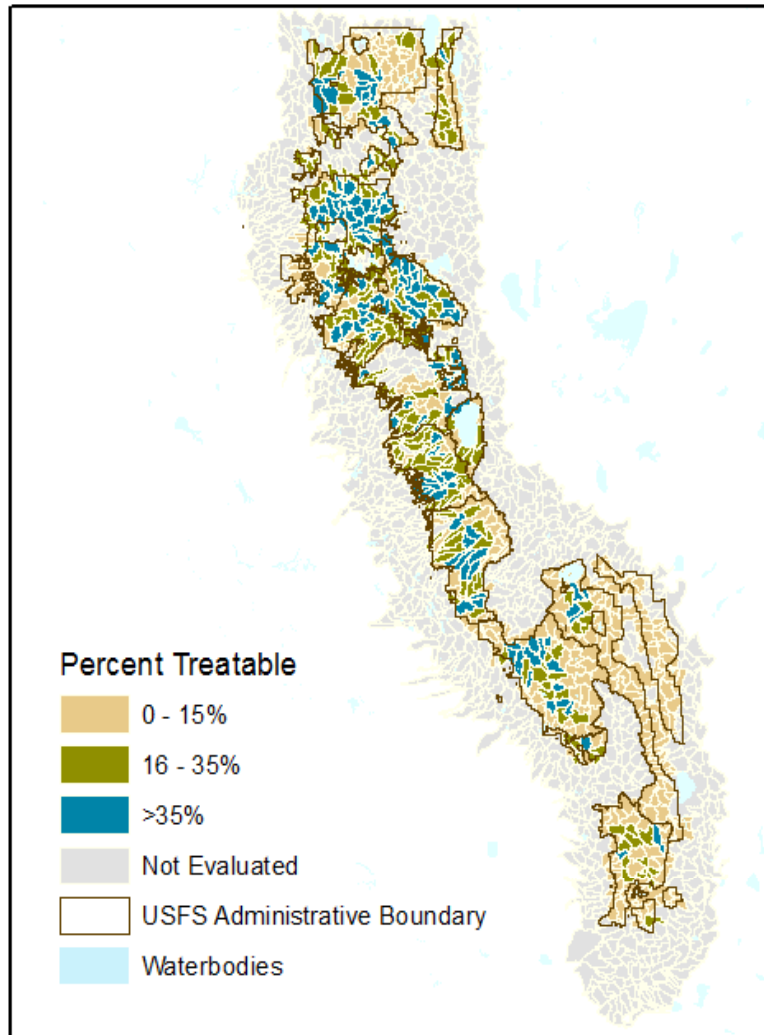 Percent Treatable
0 - 15%
16 - 35%
>35%
Not Evaluated
USFS Administrative Boundary
Waterbodies